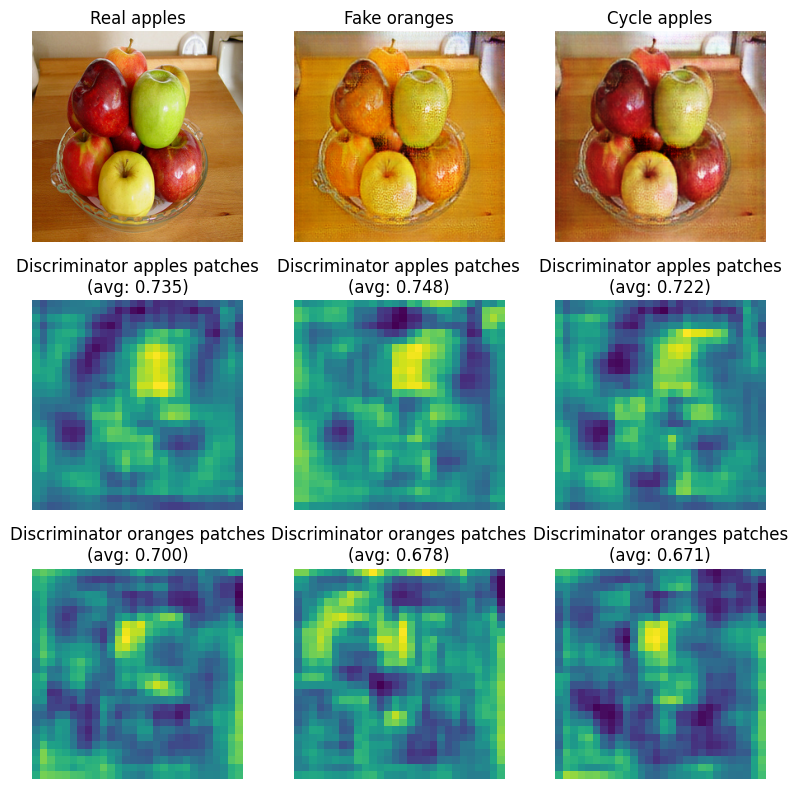 Real apples
Fake oranges
Cycle apples
Discriminator apples patches
(avg: 0.735)
Discriminator apples patches
(avg: 0.748)
Discriminator apples patches
(avg: 0.722)
Discriminator oranges patches
(avg: 0.700)
Discriminator oranges patches
(avg: 0.678)
Discriminator oranges patches
(avg: 0.671)